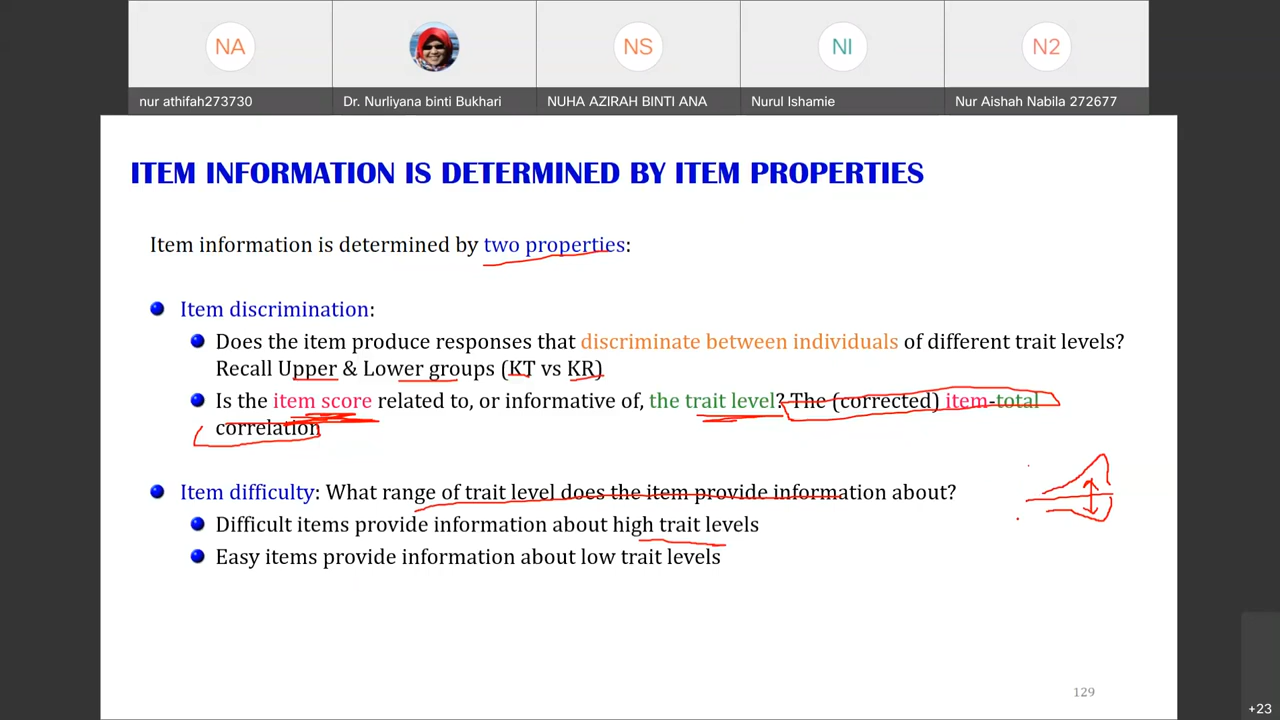 NA
NS
NI
N2
nur athifah273730
Dr. Nurliyana binti Bukhari
NUHA AZIRAH BINTI ANA
Nurul Ishamie
Nur Aishah Nabila 272677
ITEM INFORMATION IS DETERMINED BY ITEM PROPERTIES
Item information is determined by two properties:
Item discrimination:
Does the item produce responses that discriminate between individuals of different trait levels?
Recall Upper & Lower groups (KT vs KR)
Is the item score related to, or informative of, the trait level? The (corrected) item-total
correlation
Item difficulty: What range of trait level does the item provide information about?
Difficult items provide information about high trait levels
Easy items provide information about low trait levels
129
+23